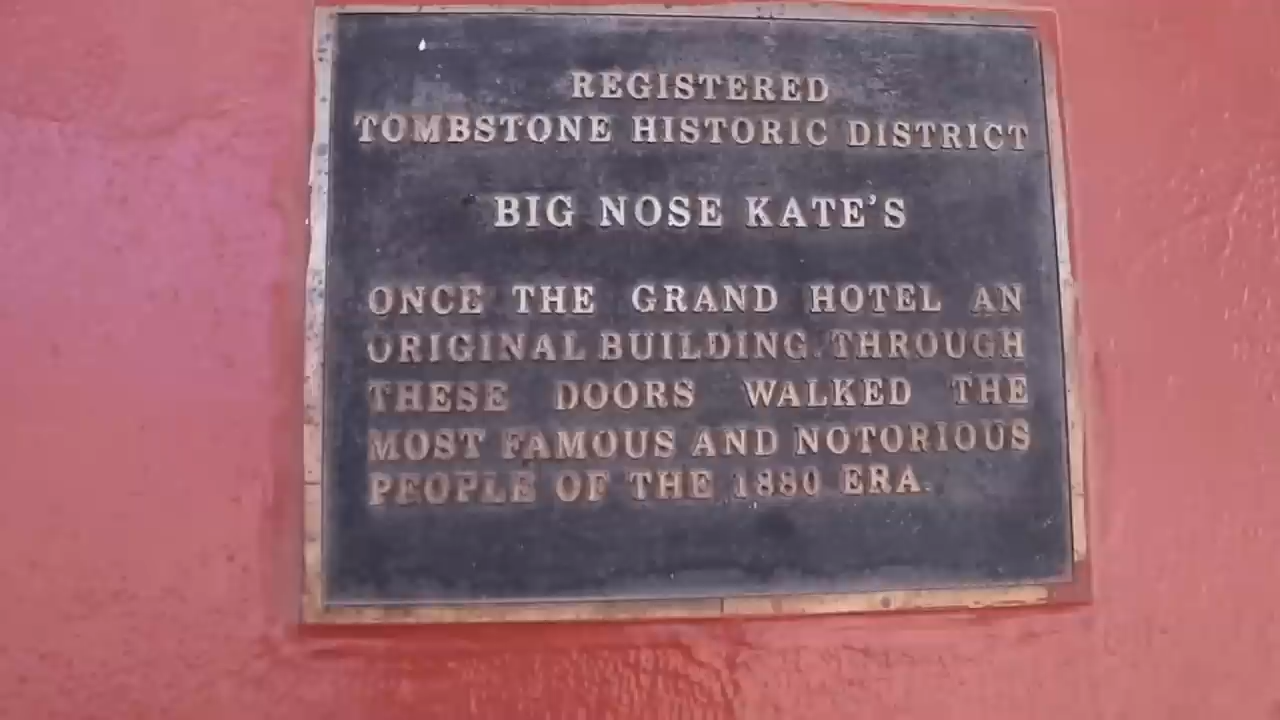 REGISTERED
TOMBSTONE HISTORIC DISTRICT
BIG NOSE KATE'S
ONCE THE GRAND HOTEL AN
ORIGINAL BUILDING. THROUGH
THESE DOORS WALKED THE
MOST FAMOUS AND NOTORIOUS
PEOPLE OF THE 1880 ERA.